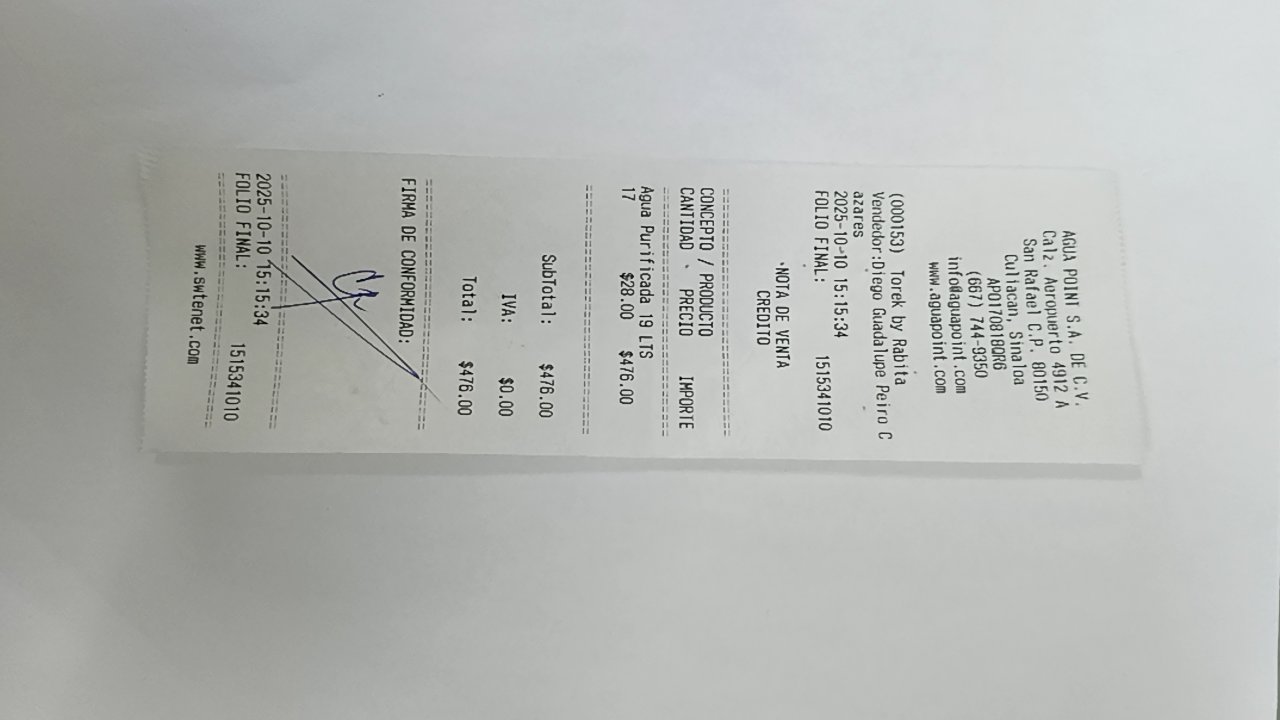 AGUA POINT S.A. DE C.V.
Calz. Aeropuerto 4912 A
San Rafael C.P. 80150
Culiacan, Sinaloa
APO170818QR6
(667) 744-9350
info@aguapoint.com
www.aguapoint.com
(000153) Torek by Rabita
Vendedor:Diego Guadalupe Peiro C
azares
2025-10-10 15:15:34
FOLIO FINAL: 1515341010
NOTA DE VENTA
CREDITO
CONCEPTO / PRODUCTO
CANTIDAD - PRECIO IMPORTE
Agua Purificada 19 LTS
17 $28.00 $476.00
SubTotal: $476.00
IVA: $0.00
Total: $476.00
FIRMA DE CONFORMIDAD:
2025-10-10 15:15:34
FOLIO FINAL: 1515341010
www.swtenet.com